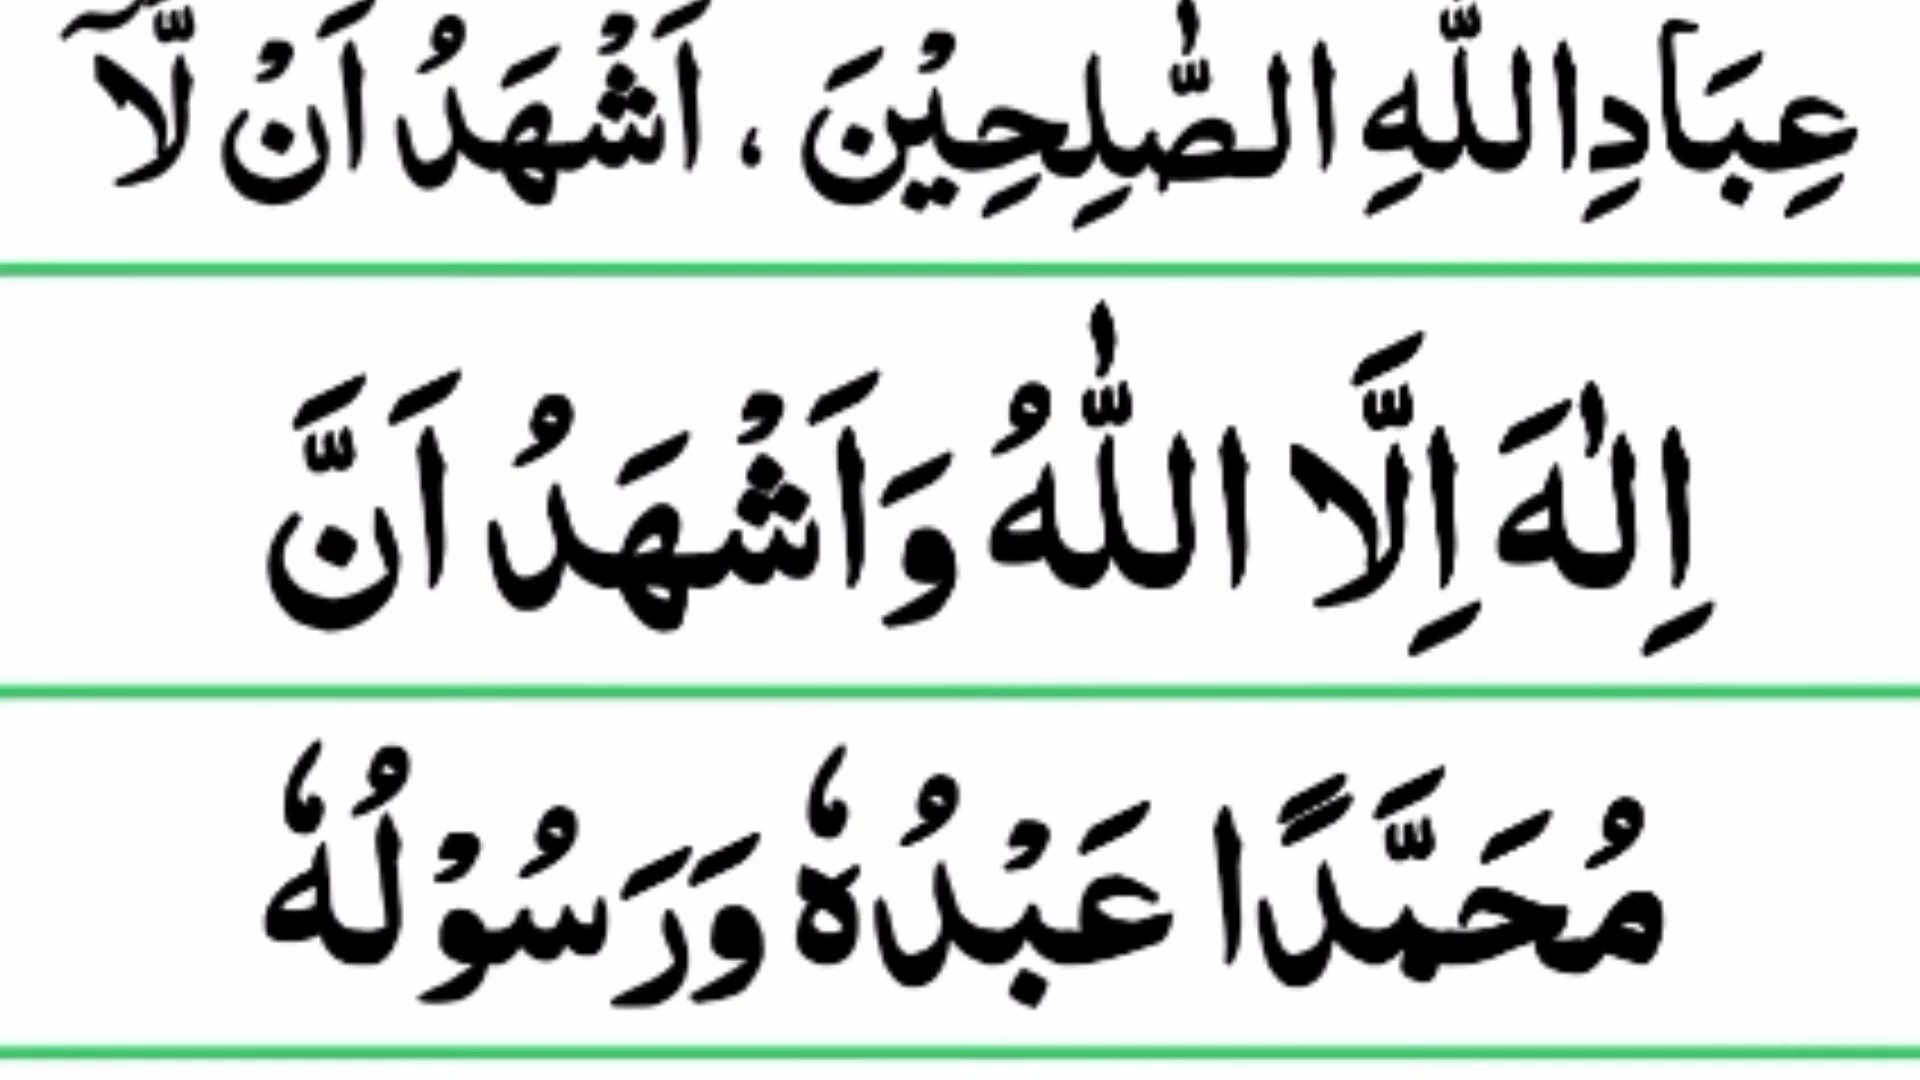 عِبَادِ اللّٰهِ الصّٰلِحِيْنَ ، اَشْهَدُ اَنْ لَّآ
اِلٰهَ اِلَّا اللّٰهُ وَاَشْهَدُ اَنَّ
مُحَمَّدًا عَبْدُهٗ وَرَسُوْلُهٗ